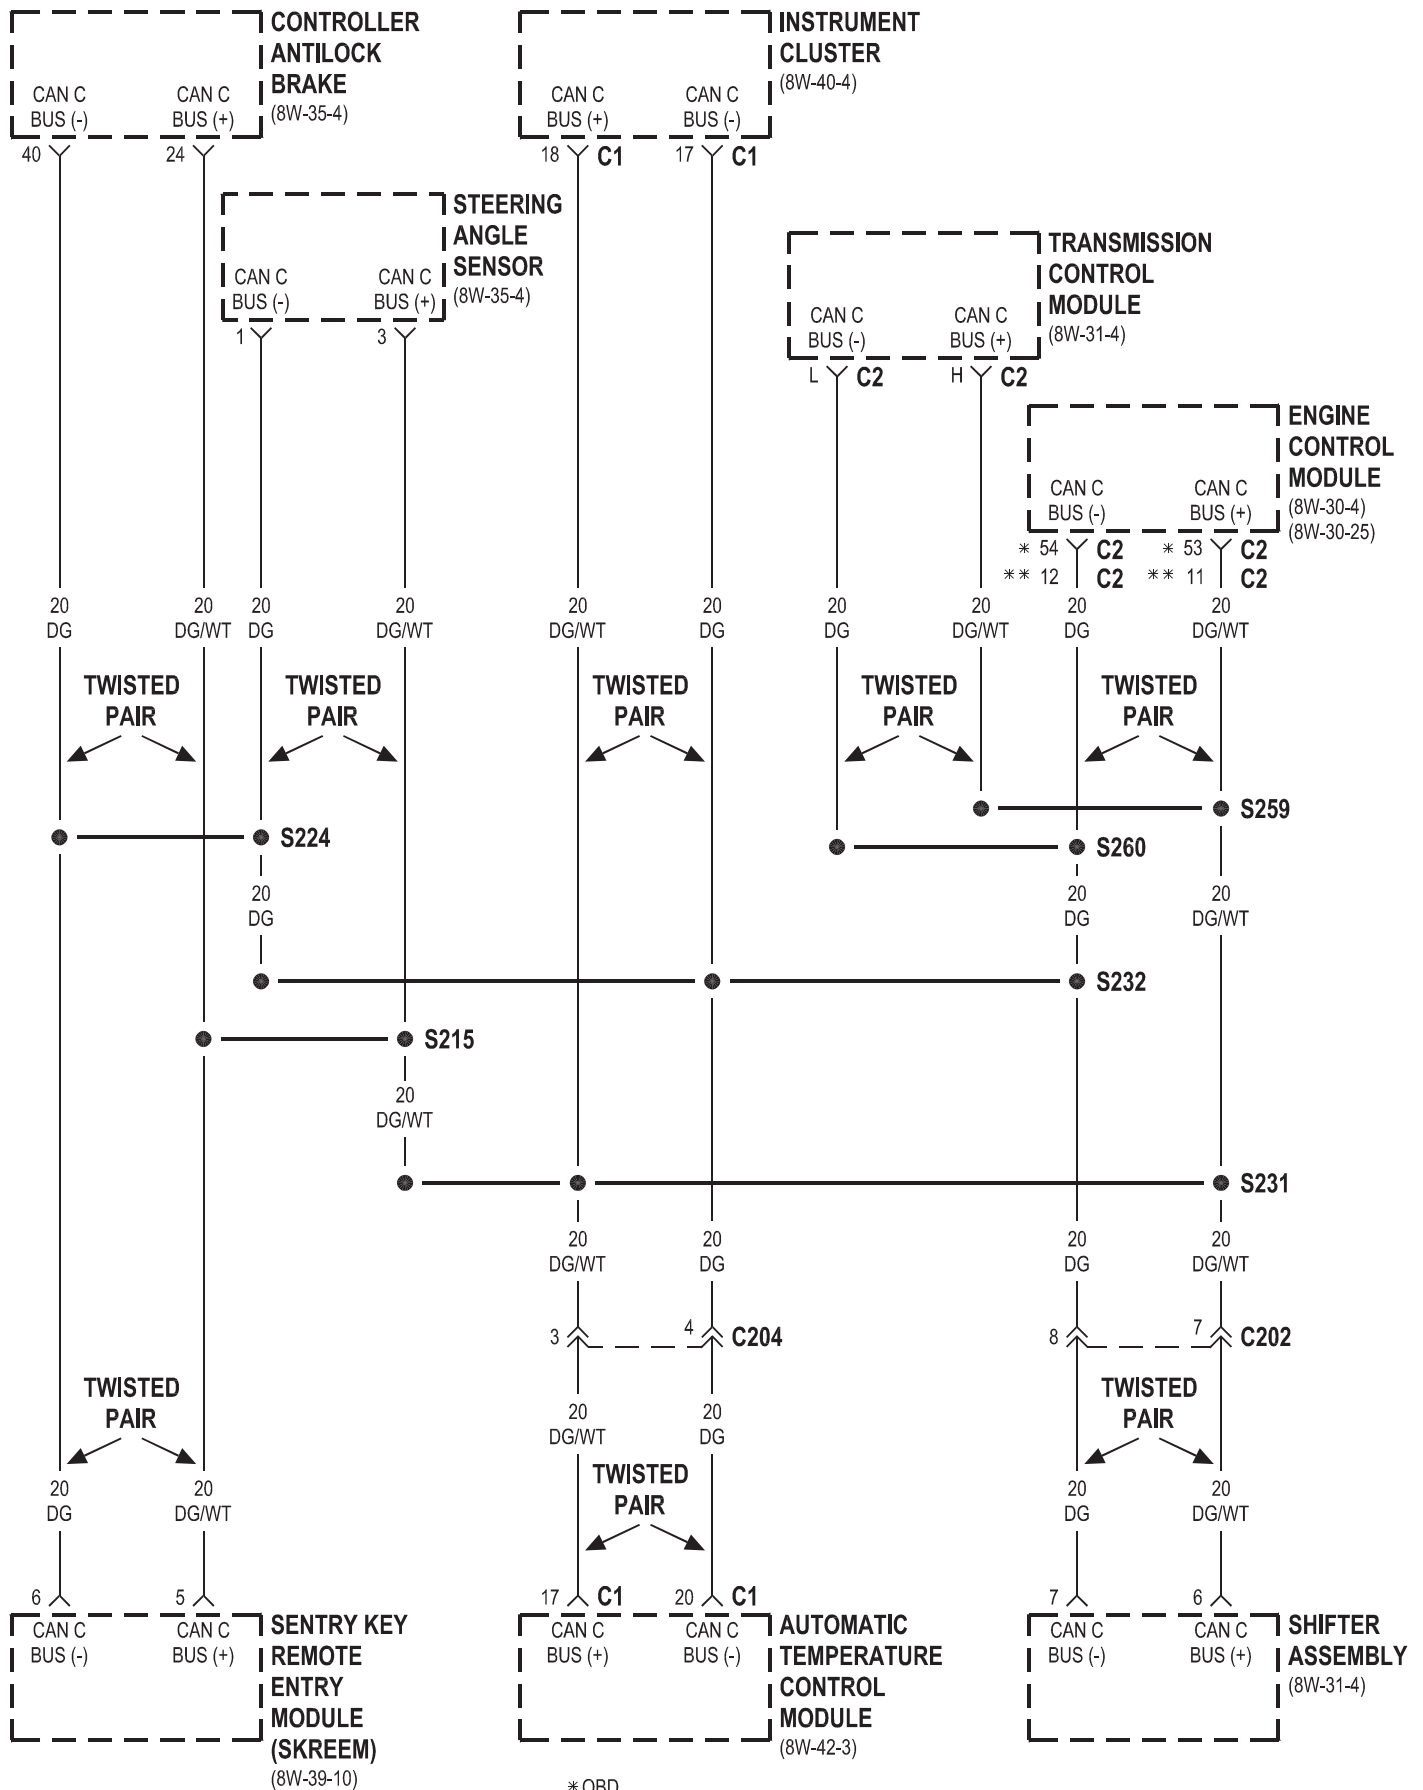 CONTROLLER
ANTILOCK
BRAKE
(8W-35-4)
CAN C
BUS (-)
CAN C
BUS (+)
40
24
INSTRUMENT
CLUSTER
(8W-40-4)
CAN C
BUS (+)
CAN C
BUS (-)
18 C1
17 C1
STEERING
ANGLE
SENSOR
(8W-35-4)
CAN C
BUS (-)
CAN C
BUS (+)
1
3
TRANSMISSION
CONTROL
MODULE
(8W-31-4)
CAN C
BUS (-)
CAN C
BUS (+)
L C2
H C2
ENGINE
CONTROL
MODULE
(8W-30-4)
(8W-30-25)
CAN C
BUS (-)
CAN C
BUS (+)
* 54 C2
* 53 C2
** 12 C2
** 11 C2
20 20 20 20 20 20 20 20 20 20
DG DG/WT DG DG/WT DG/WT DG DG DG/WT DG DG/WT
TWISTED
PAIR
TWISTED
PAIR
TWISTED
PAIR
TWISTED
PAIR
TWISTED
PAIR
S259
S224
S260
20
DG
20
DG
20
DG/WT
S232
S215
20
DG/WT
S231
20
DG/WT
20
DG
20
DG
20
DG/WT
3
4
C204
8
7
C202
TWISTED
PAIR
TWISTED
PAIR
20
DG/WT
20
DG
TWISTED
PAIR
20
DG
20
DG/WT
20
DG
20
DG/WT
6
5
17 C1
20 C1
7
6
CAN C
BUS (-)
CAN C
BUS (+)
SENTRY KEY
REMOTE
ENTRY
MODULE
(SKREEM)
(8W-39-10)
CAN C
BUS (+)
CAN C
BUS (-)
AUTOMATIC
TEMPERATURE
CONTROL
MODULE
(8W-42-3)
CAN C
BUS (-)
CAN C
BUS (+)
SHIFTER
ASSEMBLY
(8W-31-4)
* OBD